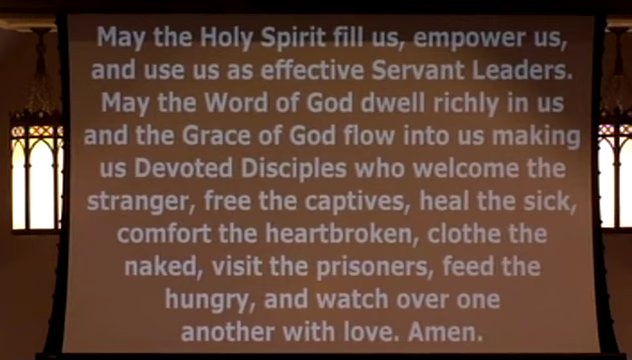 May the Holy Spirit fill us, empower us,
and use us as effective Servant Leaders.
May the Word of God dwell richly in us
and the Grace of God flow into us making
us Devoted Disciples who welcome the
stranger, free the captives, heal the sick,
comfort the heartbroken, clothe the
naked, visit the prisoners, feed the
hungry, and watch over one
another with love. Amen.